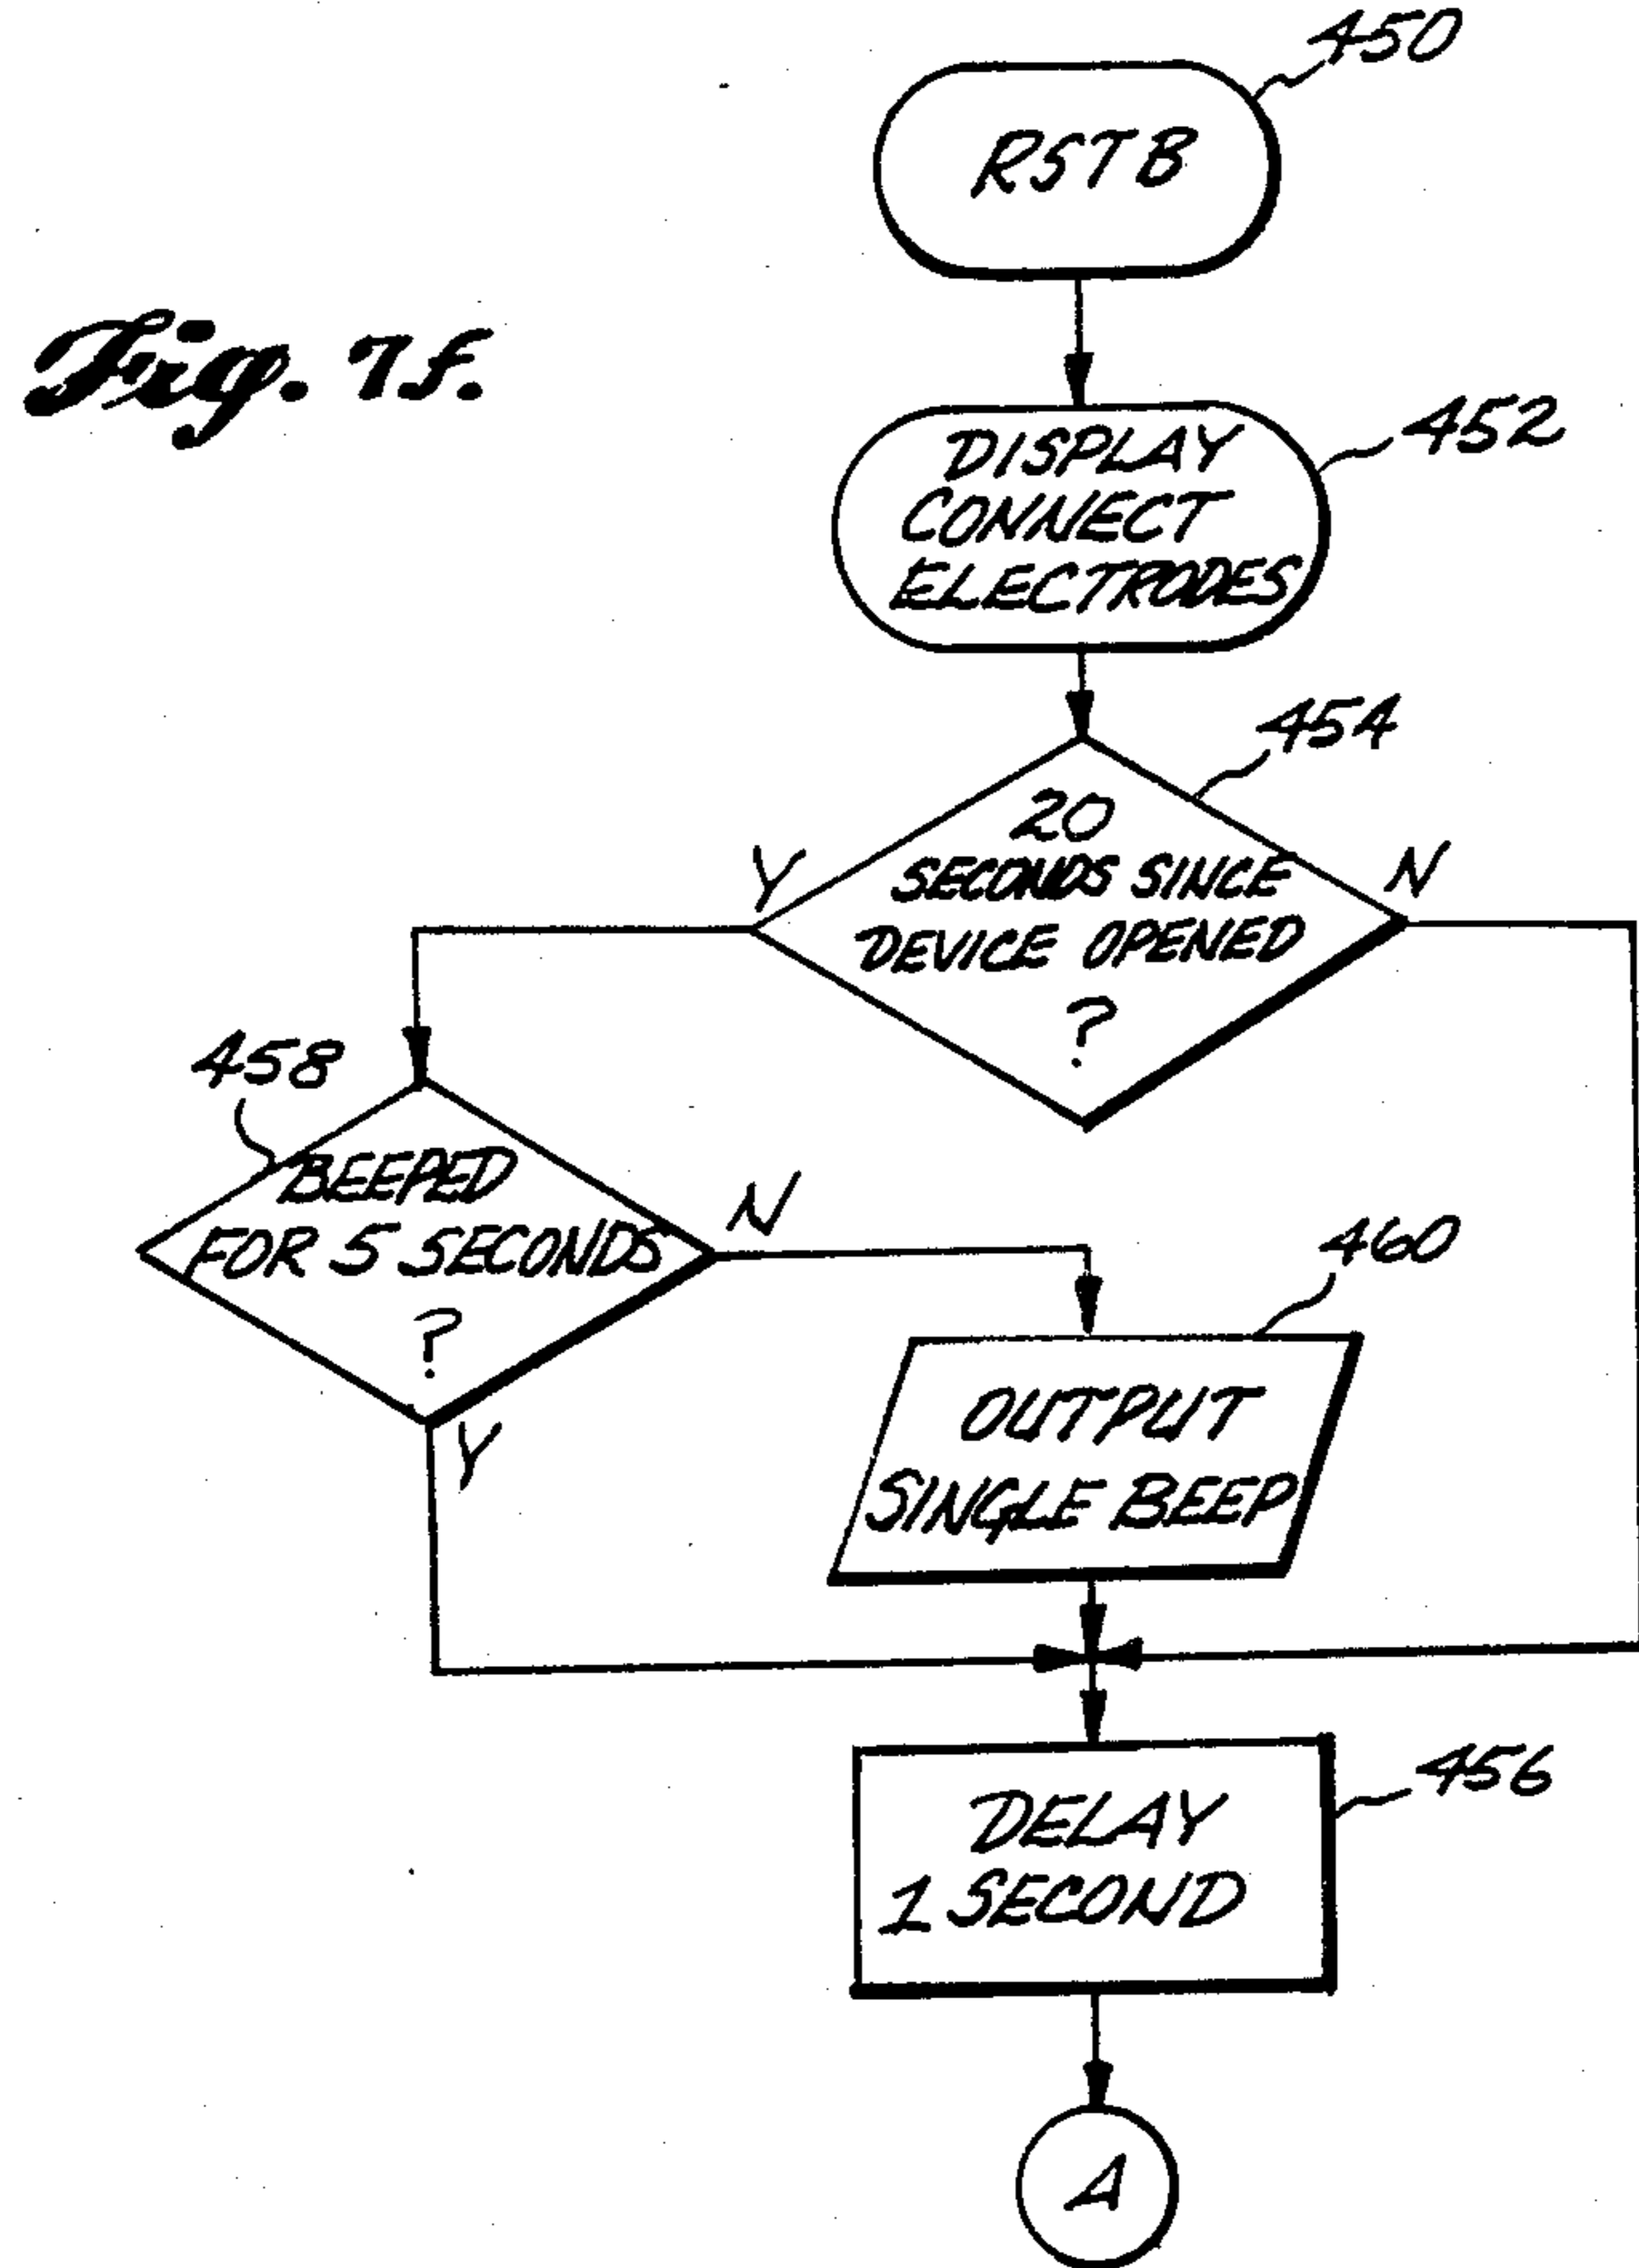 450
RSTB
Fig. 7f.
452
DISPLAY
CONNECT
ELECTRODES
454
20
SECONDS SINCE
DEVICE OPENED
?
Y
N
458
BEEPED
FOR 5 SECONDS
?
N
Y
460
OUTPUT
SINGLE BEEP
456
DELAY
1 SECOND
A